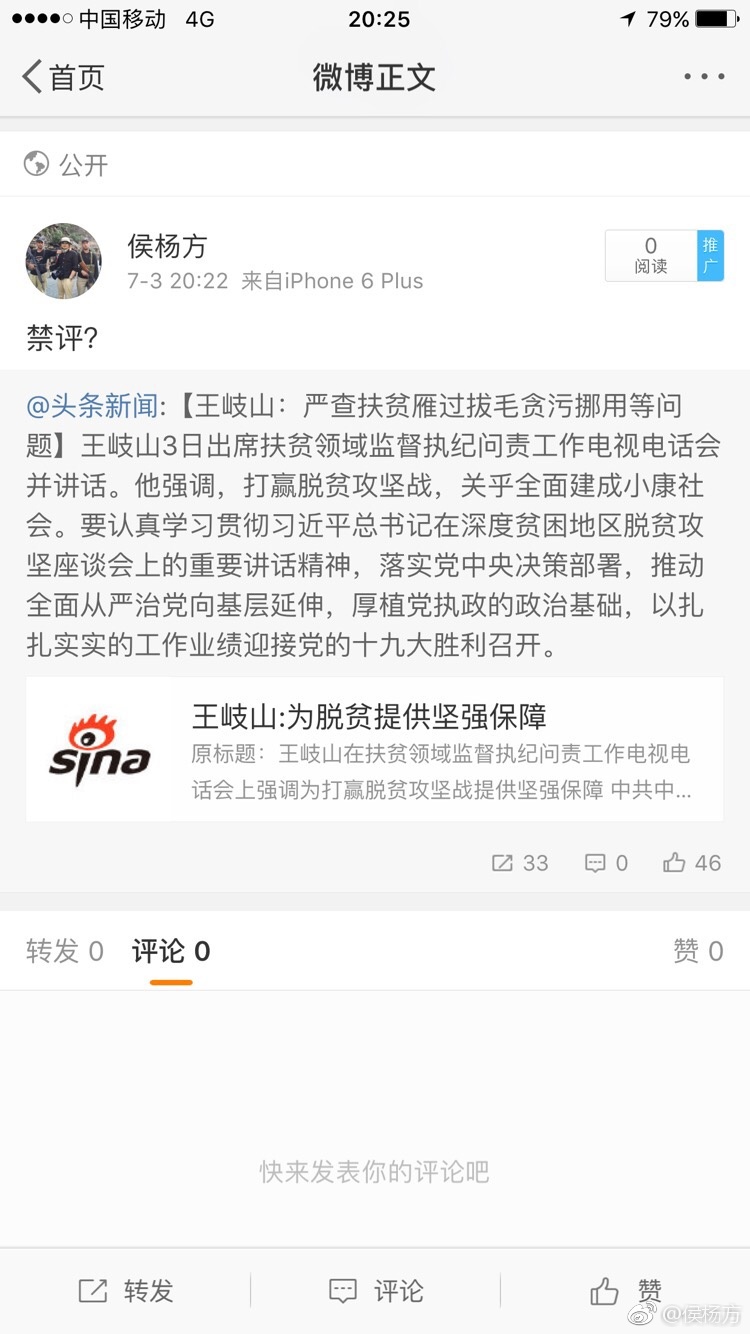 中国移动 4G 20:25 79%
首页 微博正文
公开
侯杨方
7-3 20:22 来自iPhone 6 Plus
0
阅读
推广
禁评?
@头条新闻:【王岐山：严查扶贫雁过拔毛贪污挪用等问
题】王岐山3日出席扶贫领域监督执纪问责工作电视电话会
并讲话。他强调，打赢脱贫攻坚战，关乎全面建成小康社
会。要认真学习贯彻习近平总书记在深度贫困地区脱贫攻
坚座谈会上的重要讲话精神，落实党中央决策部署，推动
全面从严治党向基层延伸，厚植党执政的政治基础，以扎
扎实实的工作业绩迎接党的十九大胜利召开。
sina
王岐山:为脱贫提供坚强保障
原标题：王岐山在扶贫领域监督执纪问责工作电视电
话会上强调为打赢脱贫攻坚战提供坚强保障 中共中...
33 0 46
转发 0 评论 0 赞 0
快来发表你的评论吧
转发 评论 赞
@侯杨方